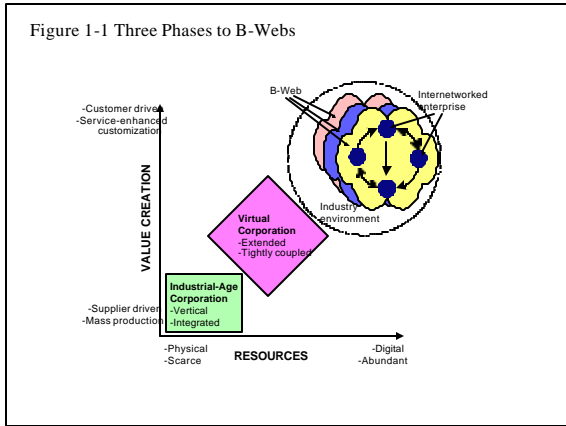 Figure 1-1 Three Phases to B-Webs
B-Web
Internetworked
enterprise
-Customer driven
-Service-enhanced
customization
Industry
environment
VALUE CREATION
Virtual
Corporation
-Extended
-Tightly coupled
Industrial-Age
Corporation
-Vertical
-Integrated
-Supplier driven
-Mass production
-Physical
-Scarce
RESOURCES
-Digital
-Abundant